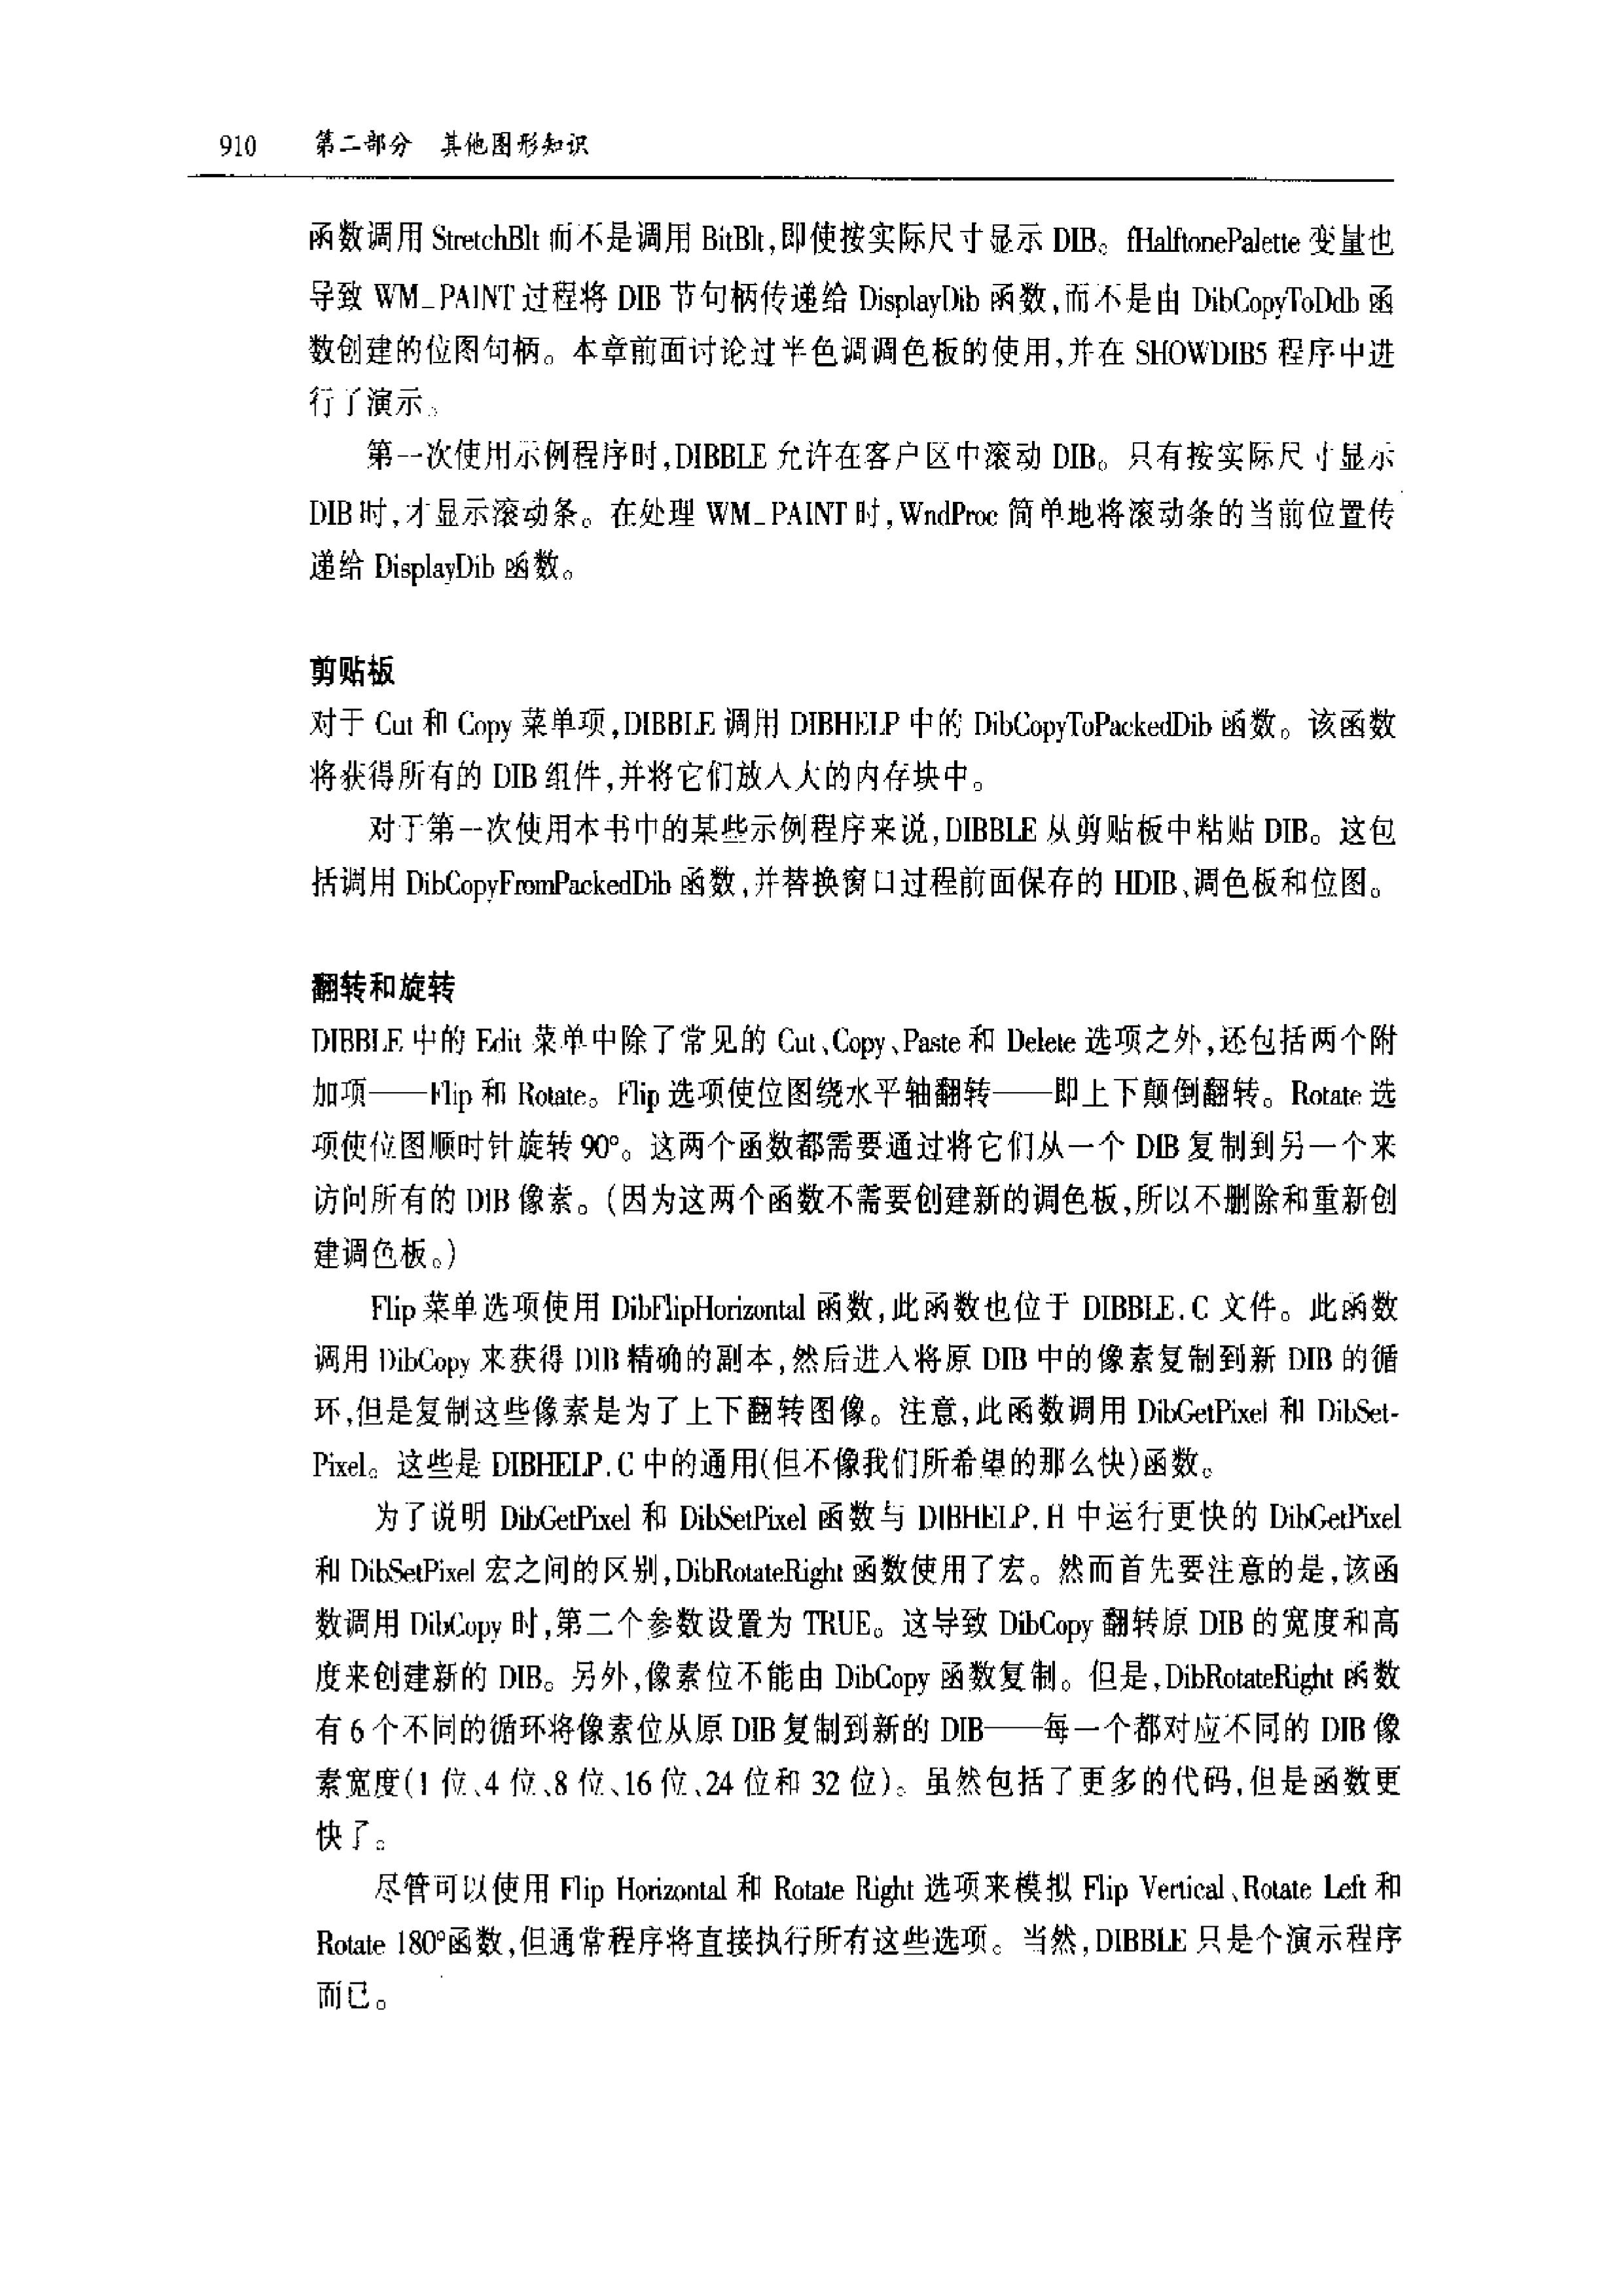 910 第二部分 其他图形知识
函数调用 StretchBlt 而不是调用 BitBlt,即使按实际尺寸显示 DIB。fHalftonePalette 变量也
导致 WM_PAINT 过程将 DIB 节句柄传递给 DisplayDib 函数,而不是由 DibCopyToDdb 函
数创建的位图句柄。本章前面讨论过半色调调色板的使用,并在 SHOWDIB5 程序中进
行了演示。
第一次使用示例程序时,DIBBLE 允许在客户区中滚动 DIB。只有按实际尺寸显示
DIB 时,才显示滚动条。在处理 WM_PAINT 时,WndProc 简单地将滚动条的当前位置传
递给 DisplayDib 函数。
剪贴板
对于 Cut 和 Copy 菜单项,DIBBLE 调用 DIBHELP 中的 DibCopyToPackedDib 函数。该函数
将获得所有的 DIB 组件,并将它们放入大的内存块中。
对于第一次使用本书中的某些示例程序来说,DIBBLE 从剪贴板中粘贴 DIB。这包
括调用 DibCopyFromPackedDib 函数,并替换窗口过程前面保存的 HDIB、调色板和位图。
翻转和旋转
DIBBLE 中的 Edit 菜单中除了常见的 Cut、Copy、Paste 和 Delete 选项之外,还包括两个附
加项——Flip 和 Rotate。Flip 选项使位图绕水平轴翻转——即上下颠倒翻转。Rotate 选
项使位图顺时针旋转 90°。这两个函数都需要通过将它们从一个 DIB 复制到另一个来
访问所有的 DIB 像素。(因为这两个函数不需要创建新的调色板,所以不删除和重新创
建调色板。)
Flip 菜单选项使用 DibFlipHorizontal 函数,此函数也位于 DIBBLE.C 文件。此函数
调用 DibCopy 来获得 DIB 精确的副本,然后进入将原 DIB 中的像素复制到新 DIB 的循
环,但是复制这些像素是为了上下翻转图像。注意,此函数调用 DibGetPixel 和 DibSet-
Pixel。这些是 DIBHELP.C 中的通用(但不像我们所希望的那么快)函数。
为了说明 DibGetPixel 和 DibSetPixel 函数与 DIBHELP.H 中运行更快的 DibGetPixel
和 DibSetPixel 宏之间的区别,DibRotateRight 函数使用了宏。然而首先要注意的是,该函
数调用 DibCopy 时,第二个参数设置为 TRUE。这导致 DibCopy 翻转原 DIB 的宽度和高
度来创建新的 DIB。另外,像素位不能由 DibCopy 函数复制。但是,DibRotateRight 函数
有 6 个不同的循环将像素位从原 DIB 复制到新的 DIB——每一个都对应不同的 DIB 像
素宽度(1 位、4 位、8 位、16 位、24 位和 32 位)。虽然包括了更多的代码,但是函数更
快了。
尽管可以使用 Flip Horizontal 和 Rotate Right 选项来模拟 Flip Vertical、Rotate Left 和
Rotate 180°函数,但通常程序将直接执行所有这些选项。当然,DIBBLE 只是个演示程序
而已。